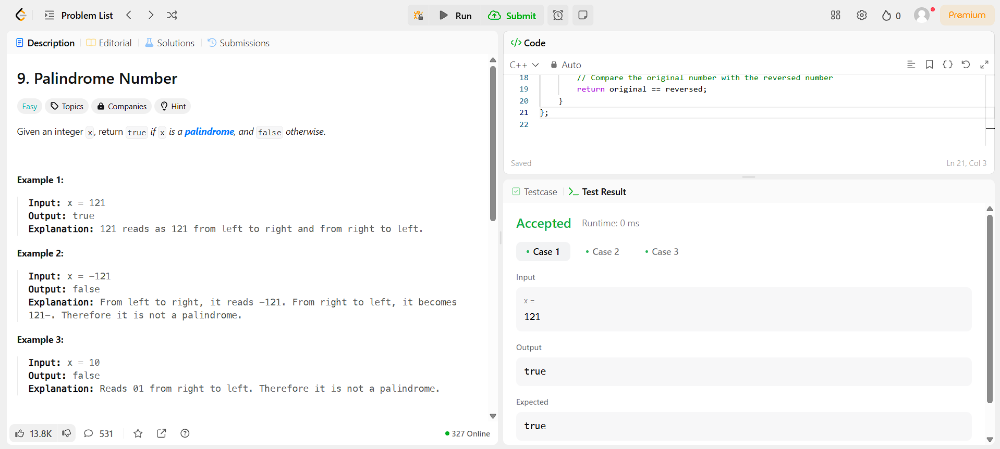 Problem List
Run
Submit
0
Premium
Description
Editorial
Solutions
Submissions
9. Palindrome Number
Easy
Topics
Companies
Hint
Given an integer x, return true if x is a palindrome, and false otherwise.
Example 1:
Input: x = 121
Output: true
Explanation: 121 reads as 121 from left to right and from right to left.
Example 2:
Input: x = -121
Output: false
Explanation: From left to right, it reads -121. From right to left, it becomes
121-. Therefore it is not a palindrome.
Example 3:
Input: x = 10
Output: false
Explanation: Reads 01 from right to left. Therefore it is not a palindrome.
13.8K
531
327 Online
</> Code
C++
Auto
18 // Compare the original number with the reversed number
19 return original == reversed;
20 }
21 };
22
Saved
Ln 21, Col 3
Testcase
Test Result
Accepted
Runtime: 0 ms
Case 1
Case 2
Case 3
Input
x =
121
Output
true
Expected
true